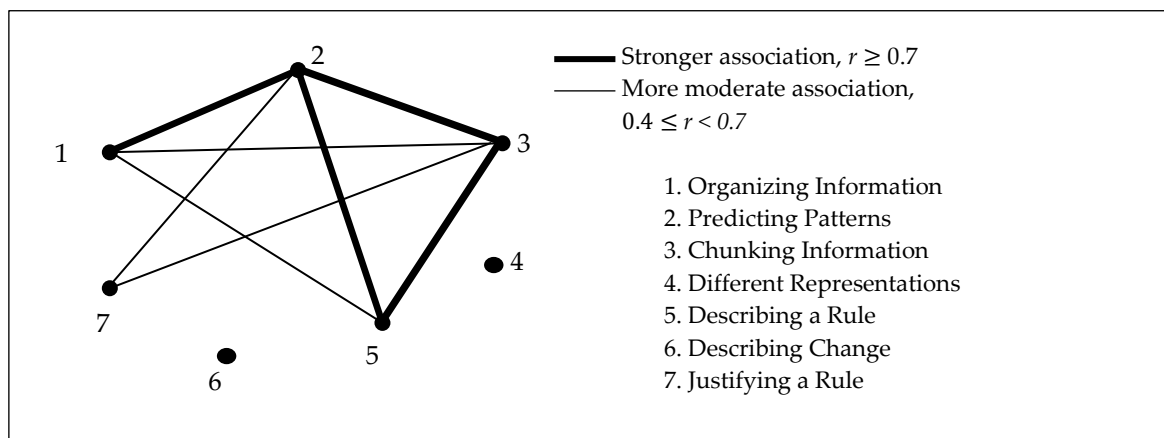 2
Stronger association, r ≥ 0.7
More moderate association,
0.4 ≤ r < 0.7
1
3
1. Organizing Information
2. Predicting Patterns
3. Chunking Information
4
4. Different Representations
5. Describing a Rule
7
5
6. Describing Change
6
7. Justifying a Rule